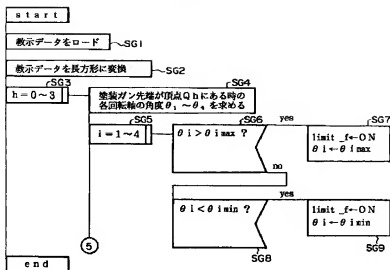 start
教示データをロード
SG1
教示データを長方形に変換
SG2
SG3
h=0~3
SG4
塗装ガン先端が頂点Qhにある時の
各回転軸の角度θ₁~θ₄を求める
SG5
i=1~4
SG6
θi>θimax ?
yes
SG7
limit _f←ON
θi←θimax
no
θi<θimin ?
yes
limit _f←ON
θi←θimin
SG8
SG9
⑤
end